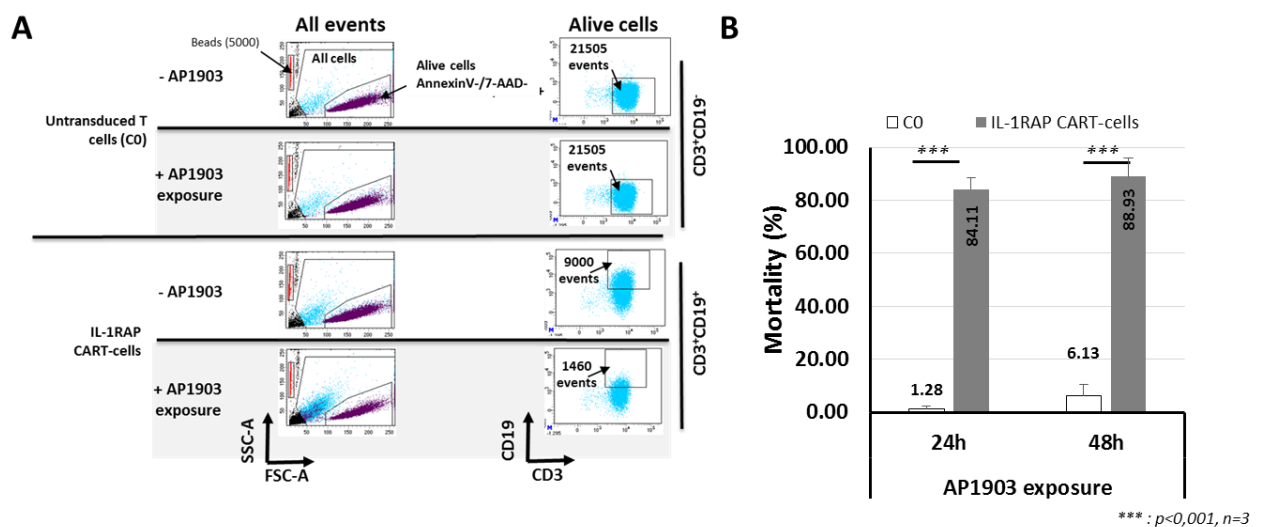 A
All events
Alive cells
Beads (5000)
All cells
Alive cells
AnnexinV-/7-AAD-
- AP1903
21505
events
Untransduced T
cells (C0)
+ AP1903
exposure
21505
events
CD3⁺CD19⁻
- AP1903
9000
events
IL-1RAP
CART-cells
+ AP1903
exposure
1460
events
CD3⁺CD19⁺
SSC-A
FSC-A
CD19
CD3
B
C0
IL-1RAP CART-cells
Mortality (%)
100.00
80.00
60.00
40.00
20.00
0.00
***
***
1.28
84.11
6.13
88.93
24h
48h
AP1903 exposure
*** : p<0,001, n=3